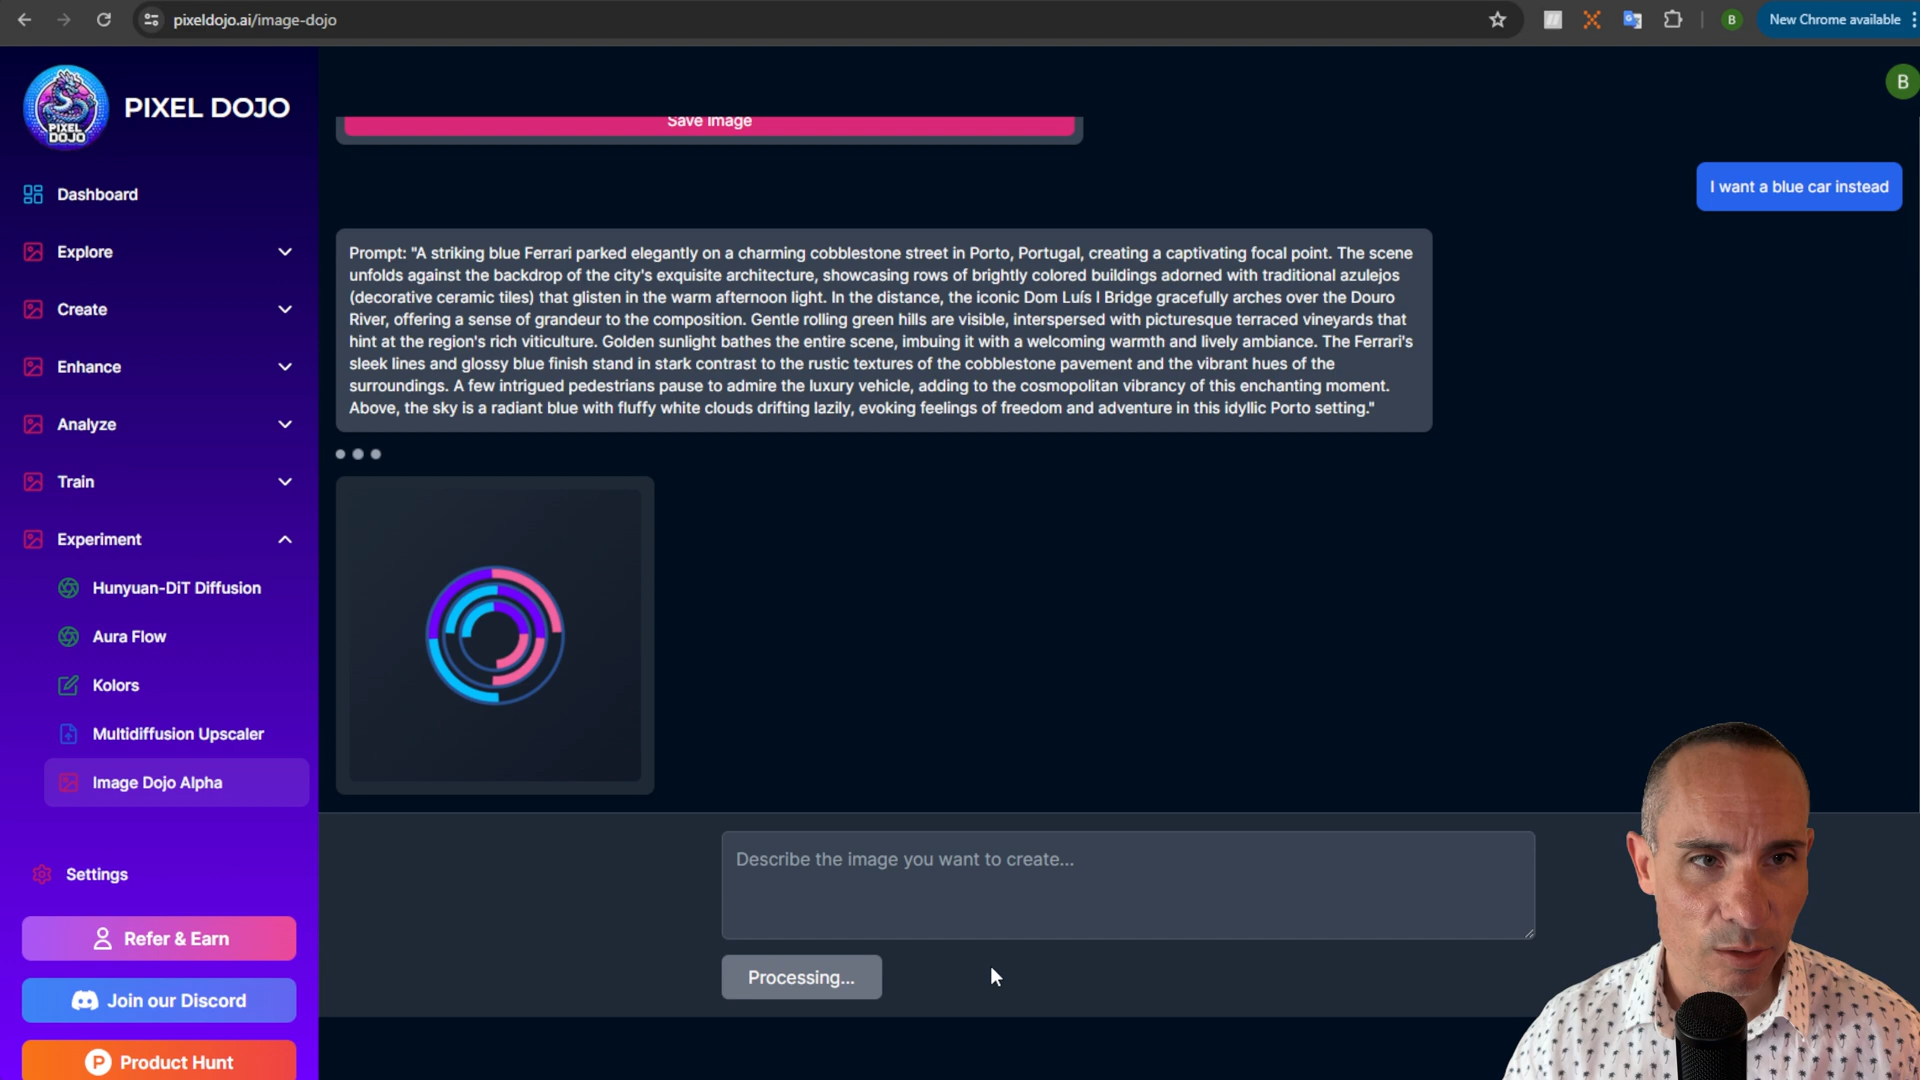 pixeldojo.ai/image-dojo
B
New Chrome available
PIXEL DOJO
PIXEL DOJO
B
Save Image
Dashboard
I want a blue car instead
Explore
Create
Enhance
Analyze
Train
Experiment
Hunyuan-DiT Diffusion
Aura Flow
Kolors
Multidiffusion Upscaler
Image Dojo Alpha
Settings
Refer & Earn
Join our Discord
P Product Hunt
Prompt: "A striking blue Ferrari parked elegantly on a charming cobblestone street in Porto, Portugal, creating a captivating focal point. The scene
unfolds against the backdrop of the city's exquisite architecture, showcasing rows of brightly colored buildings adorned with traditional azulejos
(decorative ceramic tiles) that glisten in the warm afternoon light. In the distance, the iconic Dom Luís I Bridge gracefully arches over the Douro
River, offering a sense of grandeur to the composition. Gentle rolling green hills are visible, interspersed with picturesque terraced vineyards that
hint at the region's rich viticulture. Golden sunlight bathes the entire scene, imbuing it with a welcoming warmth and lively ambiance. The Ferrari's
sleek lines and glossy blue finish stand in stark contrast to the rustic textures of the cobblestone pavement and the vibrant hues of the
surroundings. A few intrigued pedestrians pause to admire the luxury vehicle, adding to the cosmopolitan vibrancy of this enchanting moment.
Above, the sky is a radiant blue with fluffy white clouds drifting lazily, evoking feelings of freedom and adventure in this idyllic Porto setting."
Describe the image you want to create...
Processing...